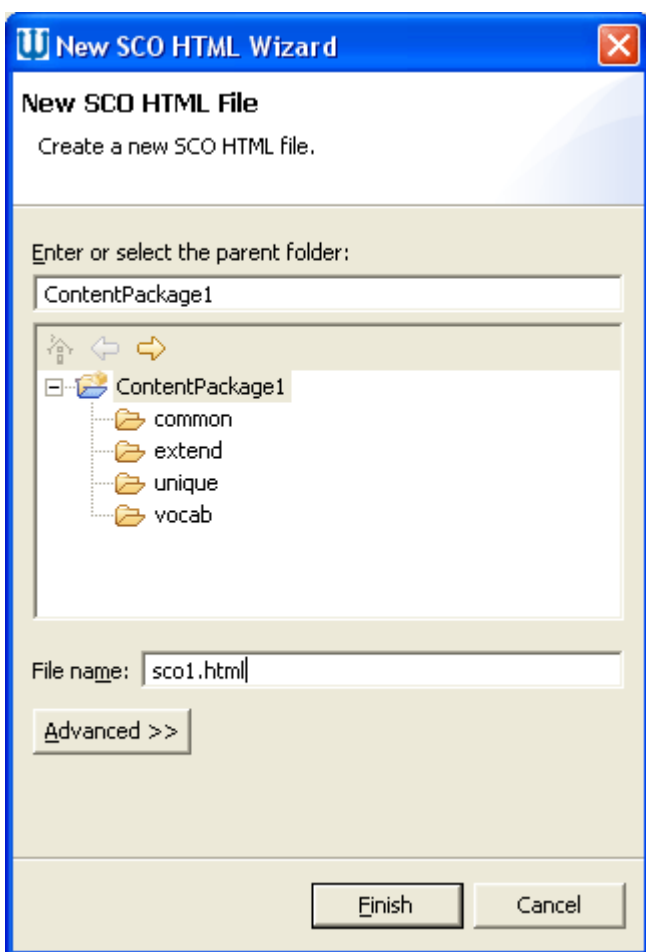 New SCO HTML Wizard
New SCO HTML File
Create a new SCO HTML file.
Enter or select the parent folder:
ContentPackage1
ContentPackage1
common
extend
unique
vocab
File name: sco1.html
Advanced >>
Finish Cancel